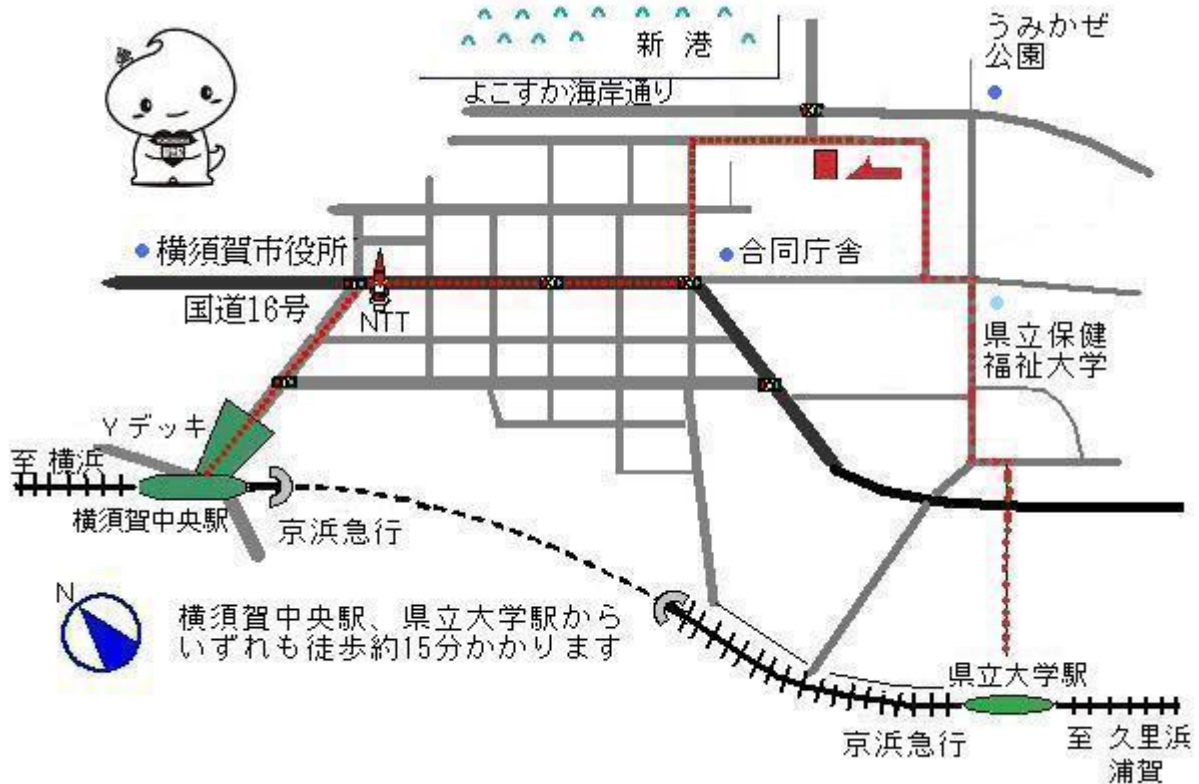 うみかぜ
公園
新 港
よこすか海岸通り
横須賀市役所
合同庁舎
国道16号
NTT
県立保健
福祉大学
Yデッキ
至 横浜
横須賀中央駅
京浜急行
N
横須賀中央駅、県立大学駅から
いずれも徒歩約15分かかります
県立大学駅
京浜急行
至 久里浜
浦賀